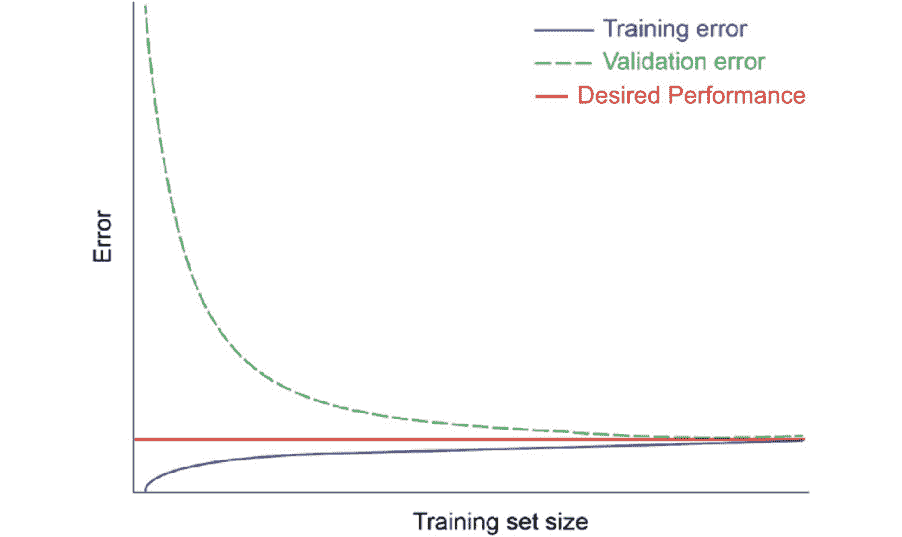 Training error
Validation error
Desired Performance
Error
Training set size